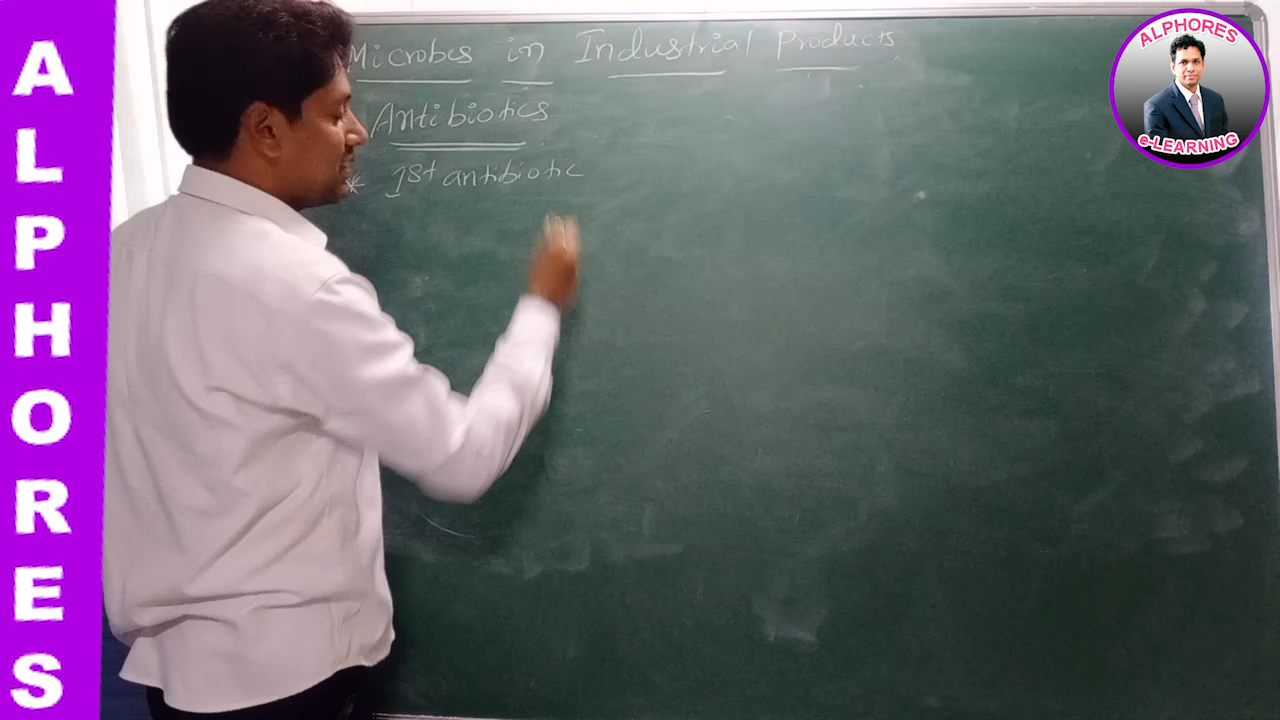 ALPHORES
Microbes in Industrial Products
Antibiotics
* 1st antibiotic
ALPHORES
e-LEARNING